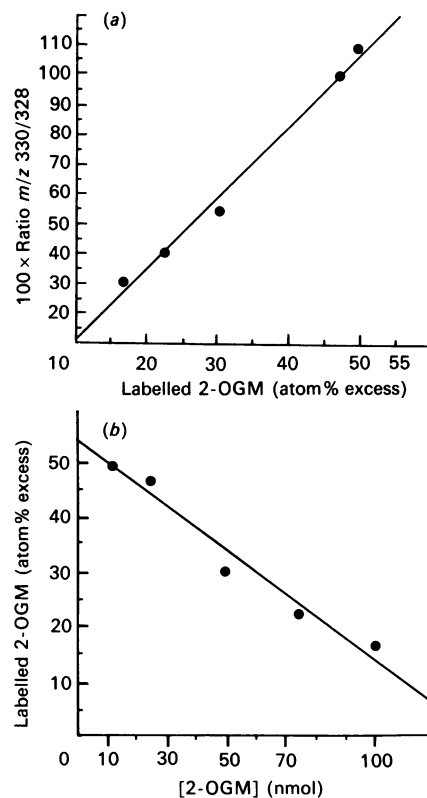 (a)
110
100
90
80
70
60
50
40
30
20
100 × Ratio m/z 330/328
10 20 30 40 50 55
Labelled 2-OGM (atom% excess)
(b)
50
40
30
20
10
Labelled 2-OGM (atom% excess)
0 10 30 50 70 100
[2-OGM] (nmol)